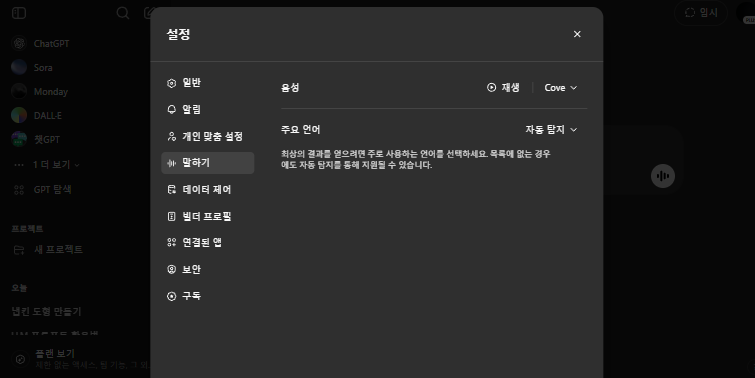 ChatGPT
Sora
Monday
DALL·E
챗GPT
1 더 보기
GPT 탐색
프로젝트
새 프로젝트
오늘
냅킨 도형 만들기
플랜 보기
임시
설정
일반
알림
개인 맞춤 설정
말하기
데이터 제어
빌더 프로필
연결된 앱
보안
구독
음성
재생
Cove
주요 언어
자동 탐지
최상의 결과를 얻으려면 주로 사용하는 언어를 선택하세요. 목록에 없는 경우
에도 자동 탐지를 통해 지원될 수 있습니다.